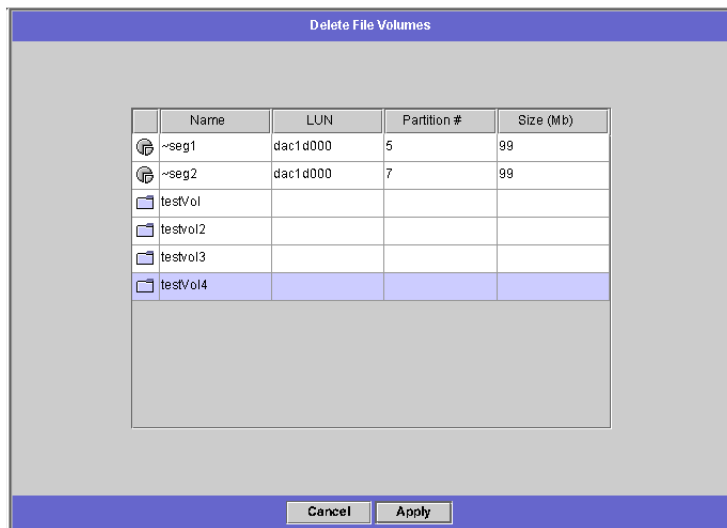 Delete File Volumes
Name LUN Partition # Size (Mb)
~seg1 dac1d000 5 99
~seg2 dac1d000 7 99
testVol
testvol2
testvol3
testVol4
Cancel Apply